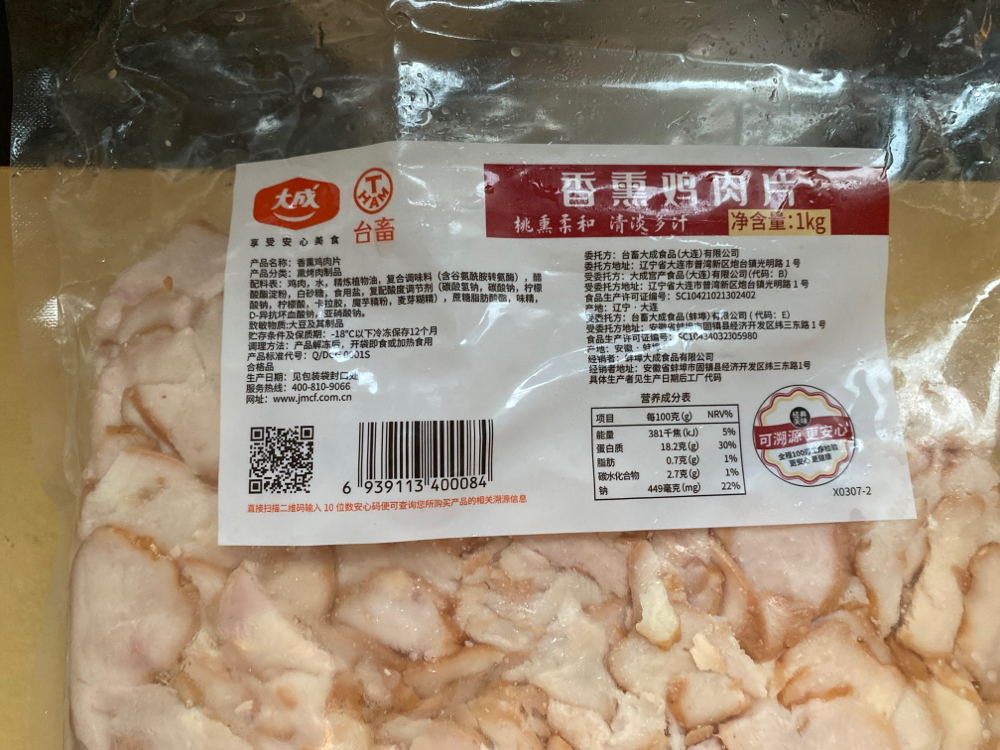 大成
享受安心美食
T
HAM
台畜
香熏鸡肉片
桃熏柔和 清淡多汁
净含量:1kg
产品名称：香熏鸡肉片
产品分类：熏烤肉制品
配料表：鸡肉，水，精炼植物油，复合调味料（含谷氨酰胺转氨酶），醋
酸酯淀粉，白砂糖，食用盐，复配酸度调节剂（碳酸氢钠，碳酸钠，柠檬
酸钠，柠檬酸，卡拉胶，魔芋精粉，麦芽糊精），蔗糖脂肪酸酯，味精，
D-异抗坏血酸钠，亚硝酸钠。
致敏物质:大豆及其制品
贮存条件及保质期：-18℃以下冷冻保存12个月
调理方法：产品解冻后，开袋即食或加热食用
产品标准代号：Q/DCG 0001S
合格品
生产日期：见包装袋封口处
服务热线：400-810-9066
网址：www.jmcf.com.cn
6 939113 400084
直接扫描二维码输入 10 位数安心码便可查询您所购买产品的相关溯源信息
委托方：台畜大成食品(大连)有限公司
委托方地址：辽宁省大连市普湾新区炮台镇光明路 1 号
受委托方：大成宫产食品(大连)有限公司(代码：B)
受委托方地址：辽宁省大连市普湾新区炮台镇光明路 1 号
食品生产许可证编号：SC10421021302402
产地：辽宁·大连
受委托方：台畜大成食品(蚌埠)有限公司(代码：E)
受委托方地址：安徽省蚌埠市固镇县经济开发区纬三东路 1 号
食品生产许可证编号：SC10434032305980
产地：安徽·蚌埠
经销者：蚌埠大成食品有限公司
经销者地址：安徽省蚌埠市固镇县经济开发区纬三东路1号
具体生产者见生产日期后工厂代码
营养成分表
项目 每100克(g) NRV%
能量 381千焦(kJ) 5%
蛋白质 18.2克(g) 30%
脂肪 0.7克(g) 1%
碳水化合物 2.7克(g) 1%
钠 449毫克(mg) 22%
可溯源 更安心
更安心 更健康
X0307-2